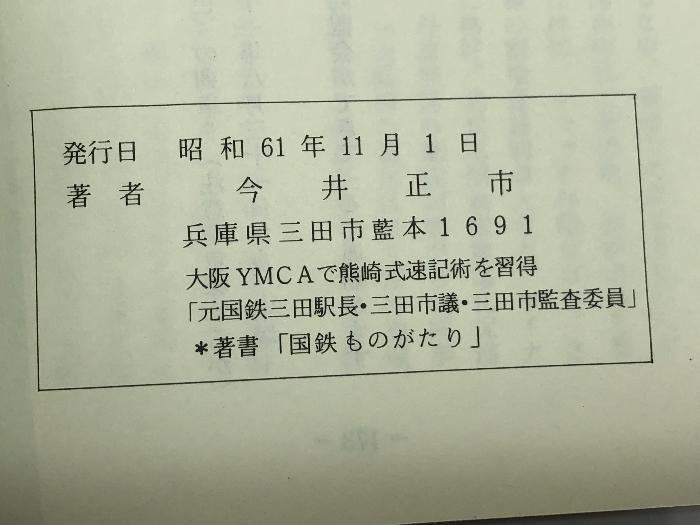 発行日 昭和61年11月1日
著者 今井正市
兵庫県三田市藍本1691
大阪YMCAで熊崎式速記術を習得
「元国鉄三田駅長・三田市議・三田市監査委員」
*著書「国鉄ものがたり」